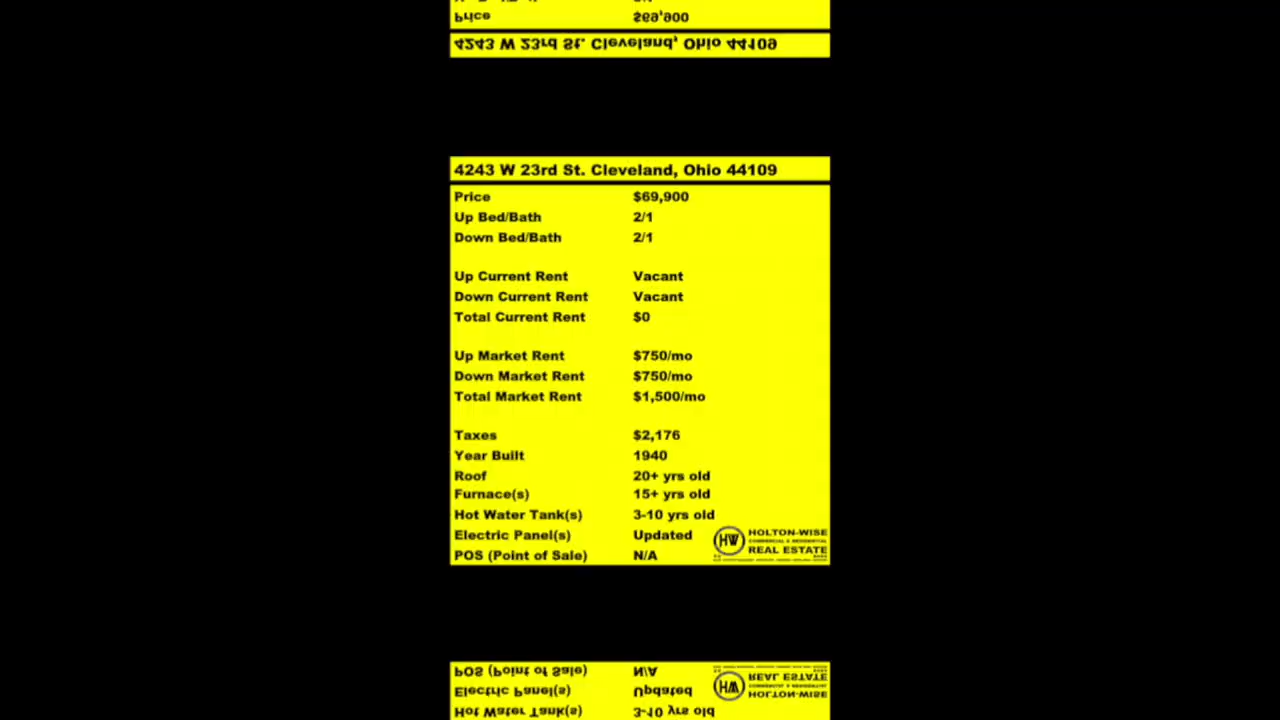 Price $69,900
4243 W 23rd St. Cleveland, Ohio 44109
4243 W 23rd St. Cleveland, Ohio 44109
Price $69,900
Up Bed/Bath 2/1
Down Bed/Bath 2/1
Up Current Rent Vacant
Down Current Rent Vacant
Total Current Rent $0
Up Market Rent $750/mo
Down Market Rent $750/mo
Total Market Rent $1,500/mo
Taxes $2,176
Year Built 1940
Roof 20+ yrs old
Furnace(s) 15+ yrs old
Hot Water Tank(s) 3-10 yrs old
Electric Panel(s) Updated
POS (Point of Sale) N/A
HW
HOLTON-WISE
COMMERCIAL & RESIDENTIAL
REAL ESTATE
POS (Point of Sale) N/A
Electric Panel(s) Updated
Hot Water Tank(s) 3-10 yrs old
HW
REAL ESTATE
COMMERCIAL & RESIDENTIAL
HOLTON-WISE